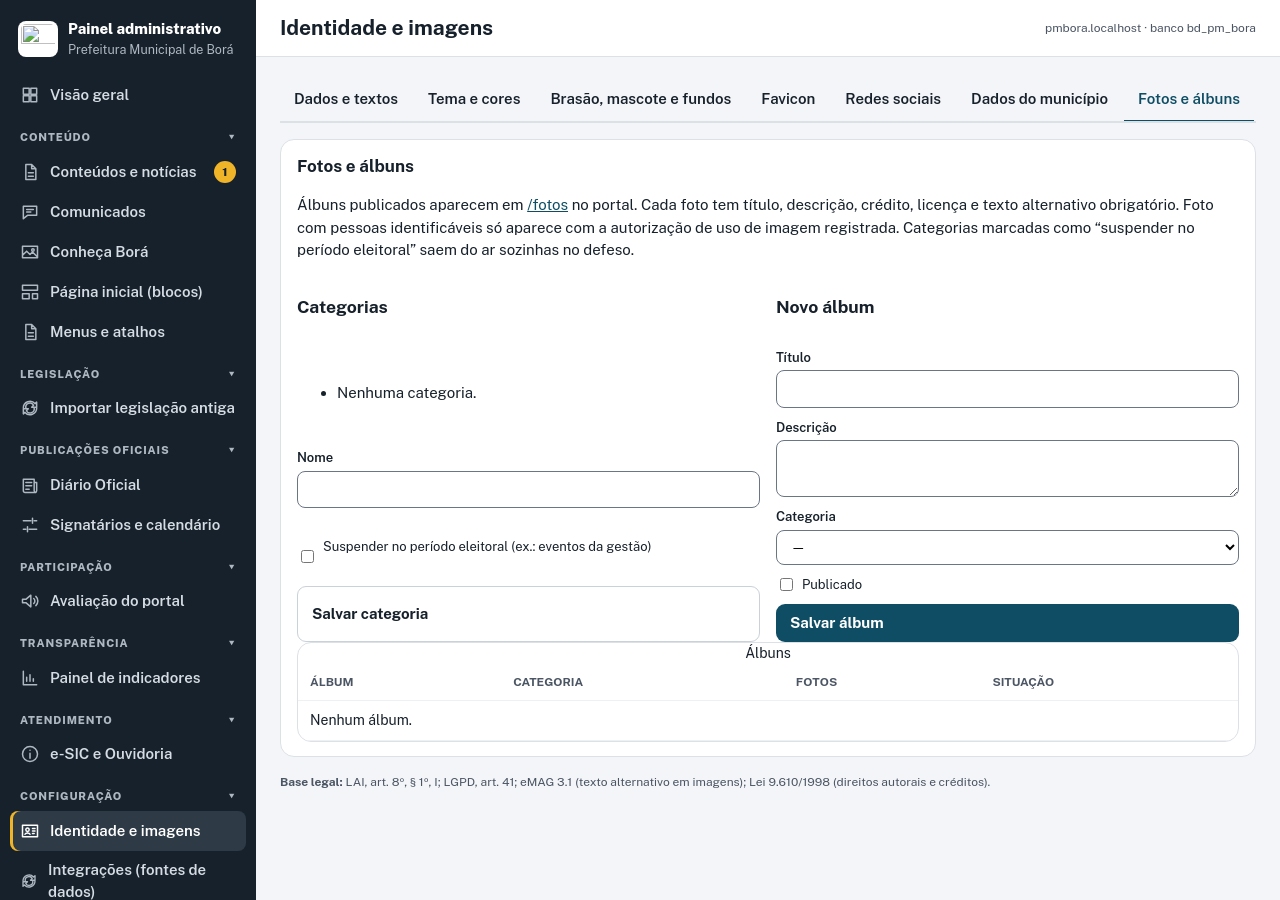 Painel administrativo
Prefeitura Municipal de Borá
Visão geral
CONTEÚDO
Conteúdos e notícias 1
Comunicados
Conheça Borá
Página inicial (blocos)
Menus e atalhos
LEGISLAÇÃO
Importar legislação antiga
PUBLICAÇÕES OFICIAIS
Diário Oficial
Signatários e calendário
PARTICIPAÇÃO
Avaliação do portal
TRANSPARÊNCIA
Painel de indicadores
ATENDIMENTO
e-SIC e Ouvidoria
CONFIGURAÇÃO
Identidade e imagens
Integrações (fontes de
dados)
Identidade e imagens
pmbora.localhost · banco bd_pm_bora
Dados e textos Tema e cores Brasão, mascote e fundos Favicon Redes sociais Dados do município Fotos e álbuns
Fotos e álbuns
Álbuns publicados aparecem em /fotos no portal. Cada foto tem título, descrição, crédito, licença e texto alternativo obrigatório. Foto
com pessoas identificáveis só aparece com a autorização de uso de imagem registrada. Categorias marcadas como “suspender no
período eleitoral” saem do ar sozinhas no defeso.
Categorias
Nenhuma categoria.
Nome
Suspender no período eleitoral (ex.: eventos da gestão)
Salvar categoria
Novo álbum
Título
Descrição
Categoria
—
Publicado
Salvar álbum
Álbuns
ÁLBUM CATEGORIA FOTOS SITUAÇÃO
Nenhum álbum.
Base legal: LAI, art. 8º, § 1º, I; LGPD, art. 41; eMAG 3.1 (texto alternativo em imagens); Lei 9.610/1998 (direitos autorais e créditos).